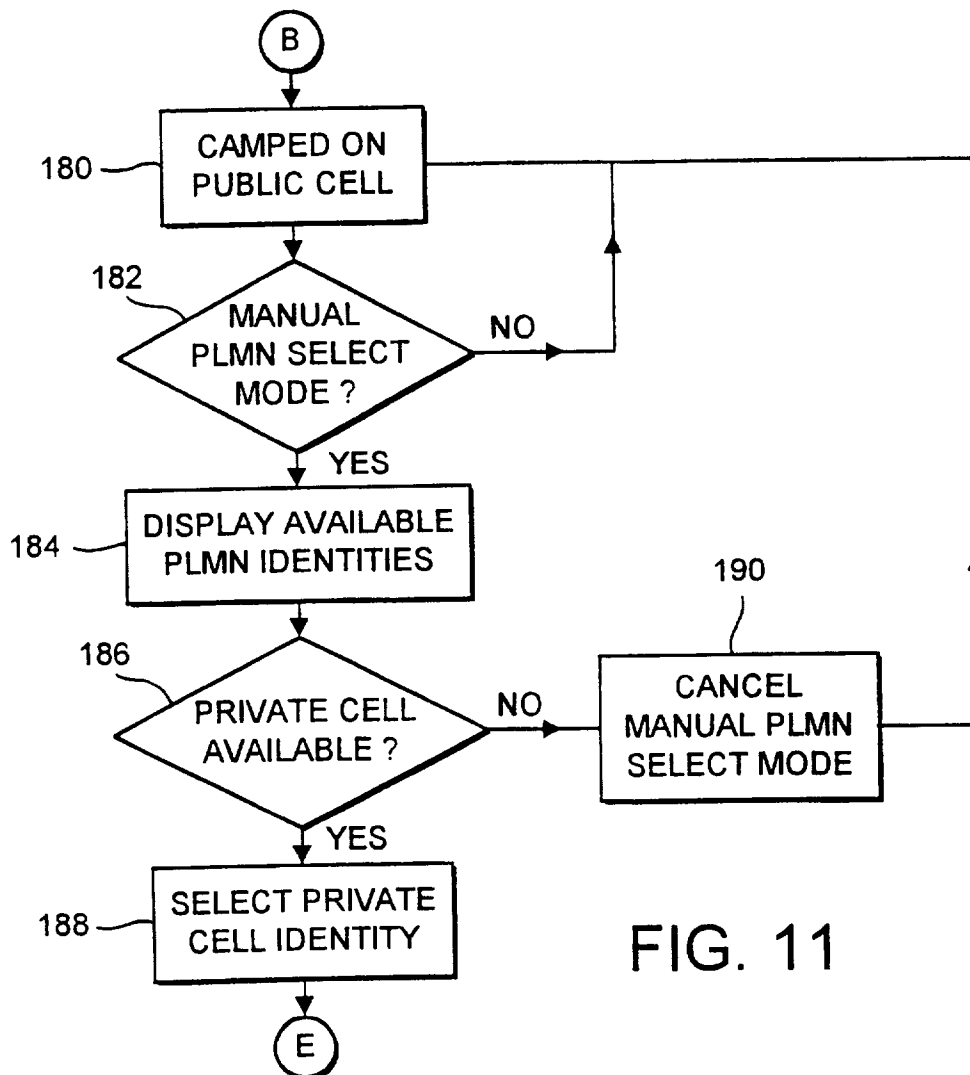 B
CAMPED ON
PUBLIC CELL
180
182
MANUAL
PLMN SELECT
MODE ?
NO
YES
DISPLAY AVAILABLE
PLMN IDENTITIES
184
190
186
PRIVATE CELL
AVAILABLE ?
NO
CANCEL
MANUAL PLMN
SELECT MODE
YES
SELECT PRIVATE
CELL IDENTITY
188
FIG. 11
E